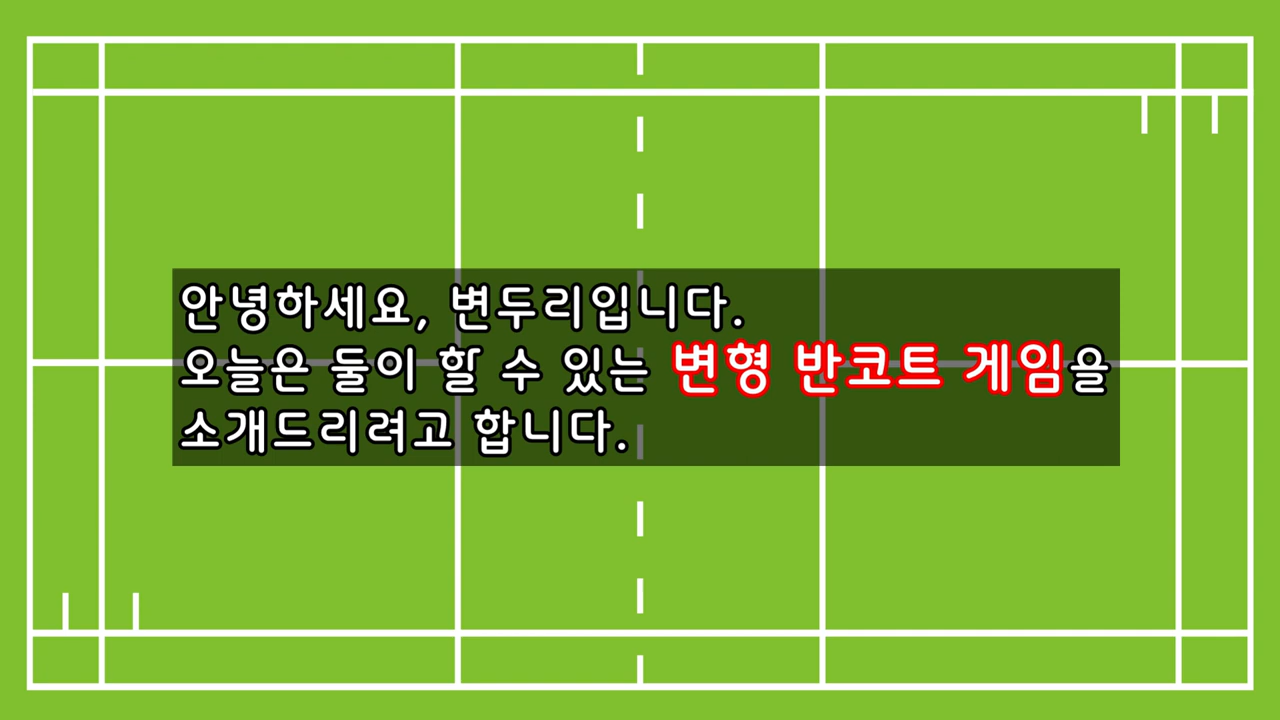 안녕하세요, 변두리입니다.
오늘은 둘이 할 수 있는 변형 반코트 게임을
소개드리려고 합니다.